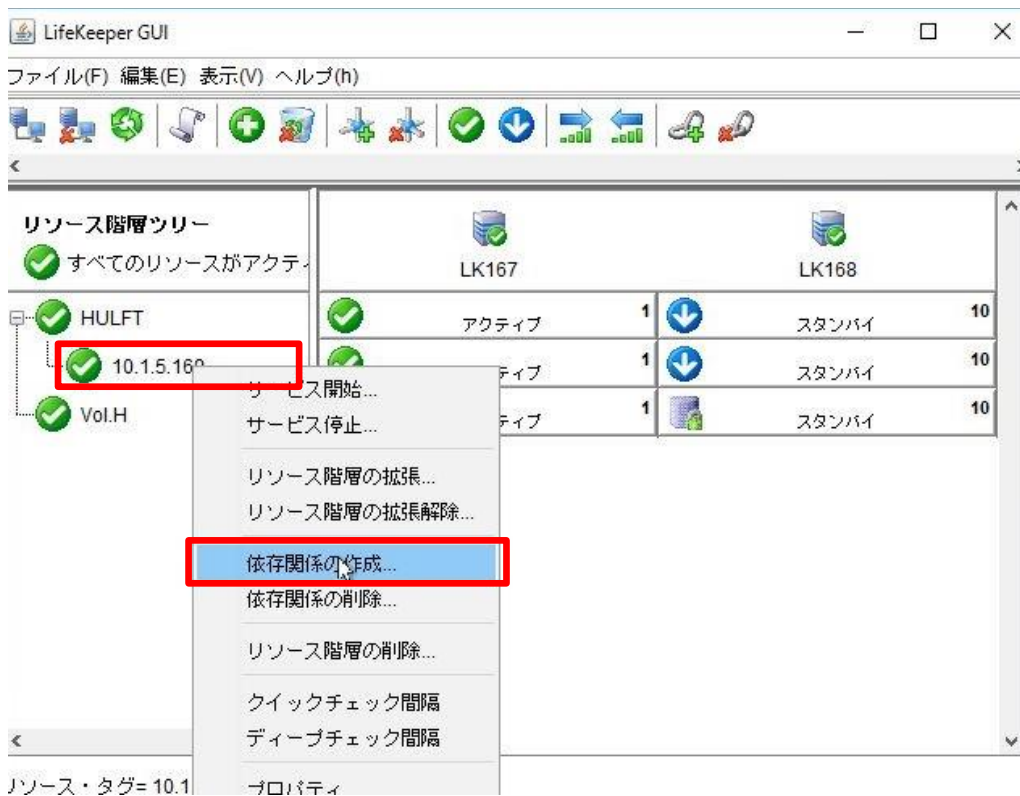 LifeKeeper GUI
ファイル(F) 編集(E) 表示(V) ヘルプ(h)
リソース階層ツリー
すべてのリソースがアクティ
LK167
LK168
HULFT
アクティブ 1
スタンバイ 10
10.1.5.169
ティブ 1
スタンバイ 10
Vol.H
ティブ 1
スタンバイ 10
サービス開始...
サービス停止...
リソース階層の拡張...
リソース階層の拡張解除...
依存関係の作成...
依存関係の削除...
リソース階層の削除...
クイックチェック間隔
ディープチェック間隔
プロパティ
リソース・タグ= 10.1